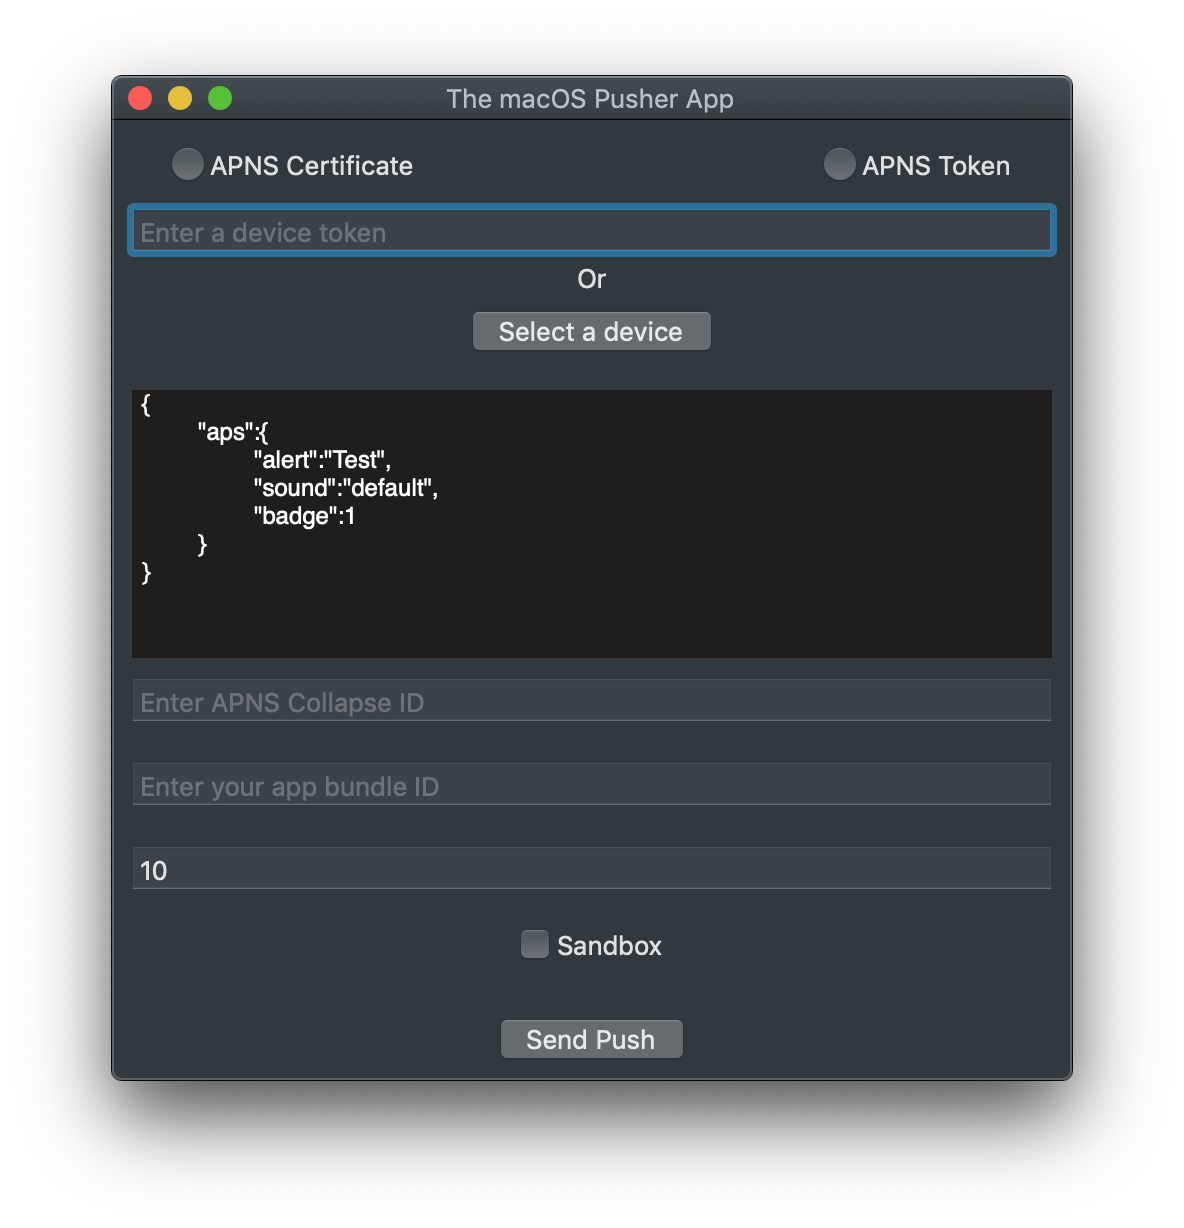 The macOS Pusher App
APNS Certificate
APNS Token
Enter a device token
Or
Select a device
{
"aps":{
"alert":"Test",
"sound":"default",
"badge":1
}
}
Enter APNS Collapse ID
Enter your app bundle ID
10
Sandbox
Send Push